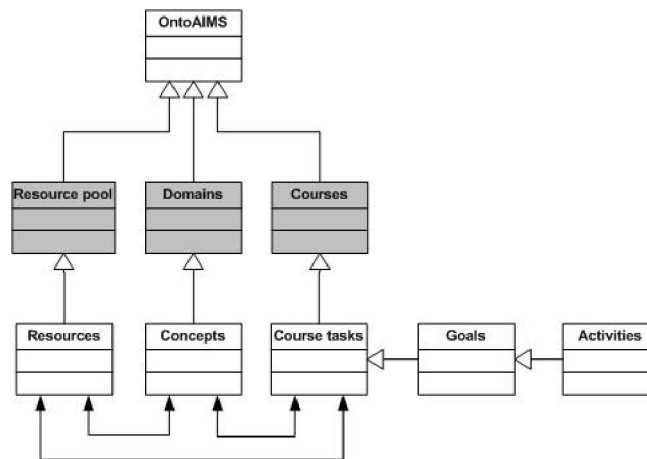 OntoAIMS
Resource pool
Domains
Courses
Resources
Concepts
Course tasks
Goals
Activities